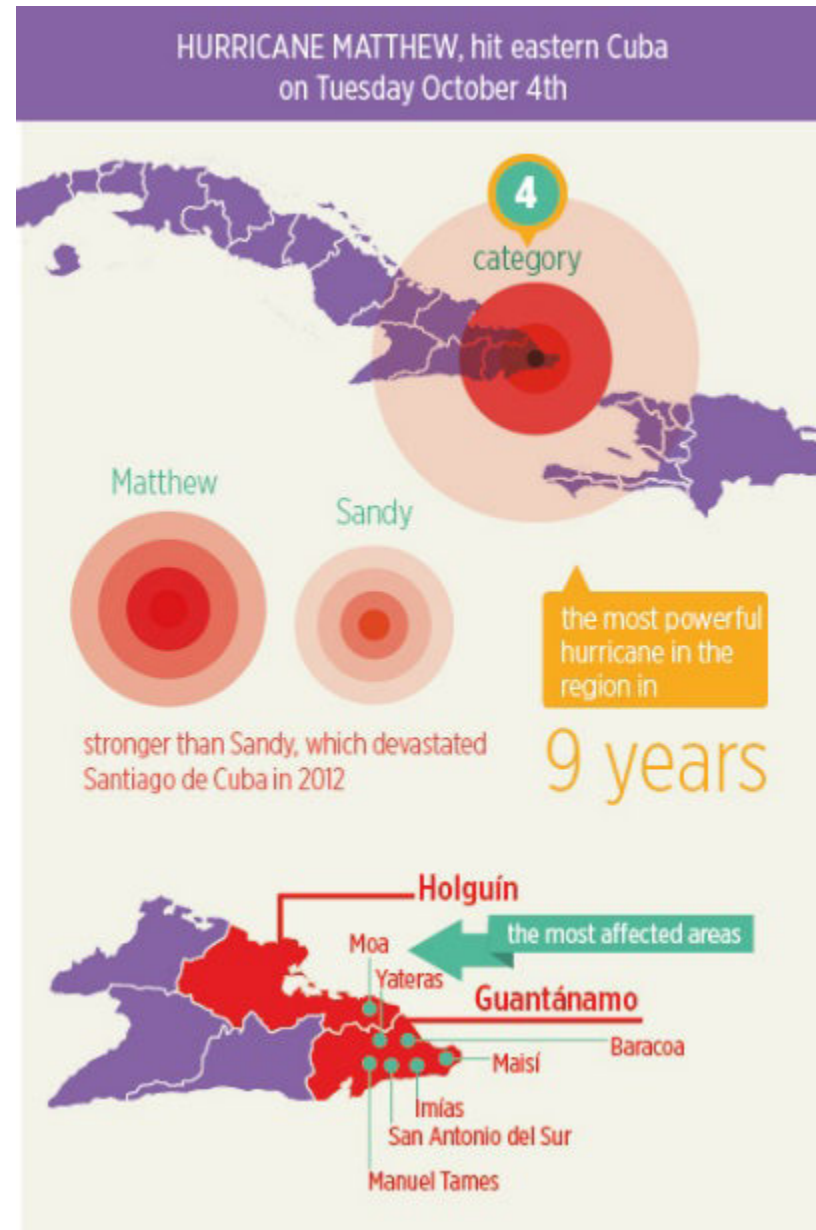 HURRICANE MATTHEW, hit eastern Cuba
on Tuesday October 4th
4
category
Matthew
Sandy
the most powerful
hurricane in the
region in
9 years
stronger than Sandy, which devastated
Santiago de Cuba in 2012
Holguín
the most affected areas
Moa
Yateras
Guantánamo
Baracoa
Maisí
Imías
San Antonio del Sur
Manuel Tames